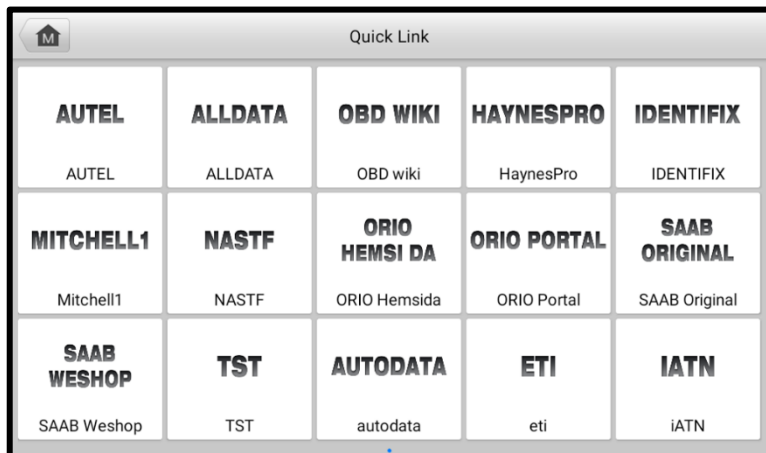 M
Quick Link
AUTEL
AUTEL
ALLDATA
ALLDATA
OBD WIKI
OBD wiki
HAYNESPRO
HaynesPro
IDENTIFIX
IDENTIFIX
MITCHELL1
Mitchell1
NASTF
NASTF
ORIO
HEMSI DA
ORIO Hemsida
ORIO PORTAL
ORIO Portal
SAAB
ORIGINAL
SAAB Original
SAAB
WESHOP
SAAB Weshop
TST
TST
AUTODATA
autodata
ETI
eti
IATN
iATN